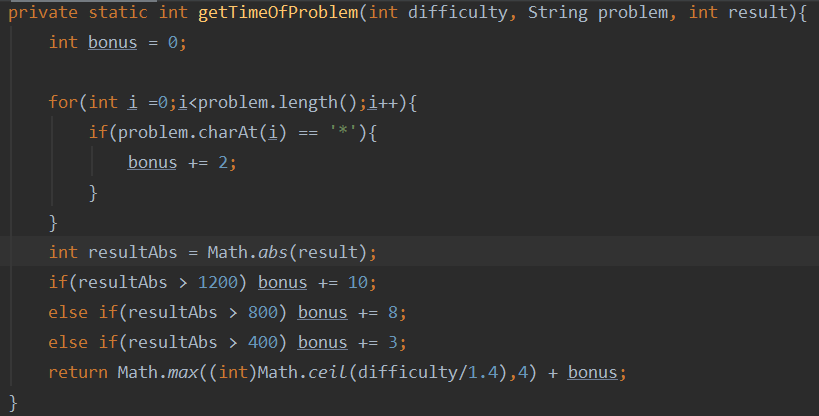 private static int getTimeOfProblem(int difficulty, String problem, int result){
    int bonus = 0;

    for(int i =0;i<problem.length();i++){
        if(problem.charAt(i) == '*'){
            bonus += 2;
        }
    }
    int resultAbs = Math.abs(result);
    if(resultAbs > 1200) bonus += 10;
    else if(resultAbs > 800) bonus += 8;
    else if(resultAbs > 400) bonus += 3;
    return Math.max((int)Math.ceil(difficulty/1.4),4) + bonus;
}